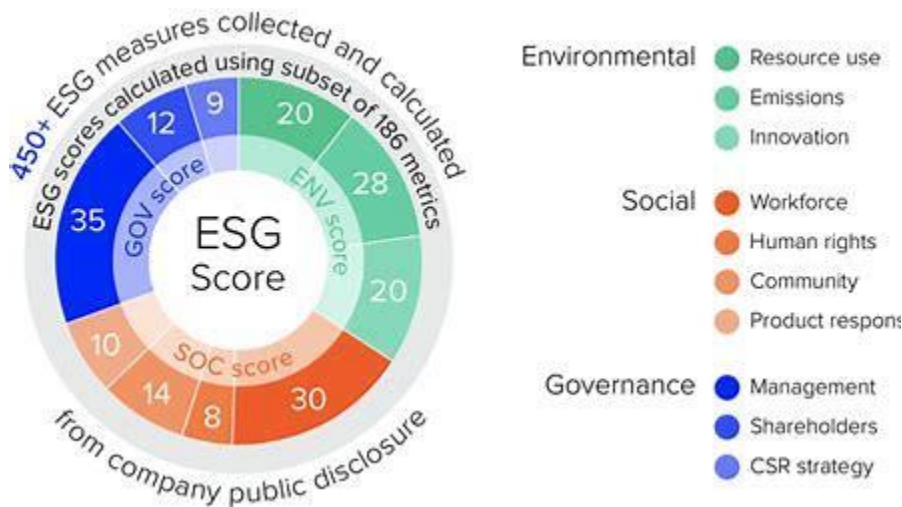 450+ ESG measures collected and calculated
ESG scores calculated using subset of 186 metrics
from company public disclosure
ESG
Score
ENV score
20
28
20
SOC score
30
8
14
10
GOV score
35
12
9
Environmental
Resource use
Emissions
Innovation
Social
Workforce
Human rights
Community
Product respons
Governance
Management
Shareholders
CSR strategy